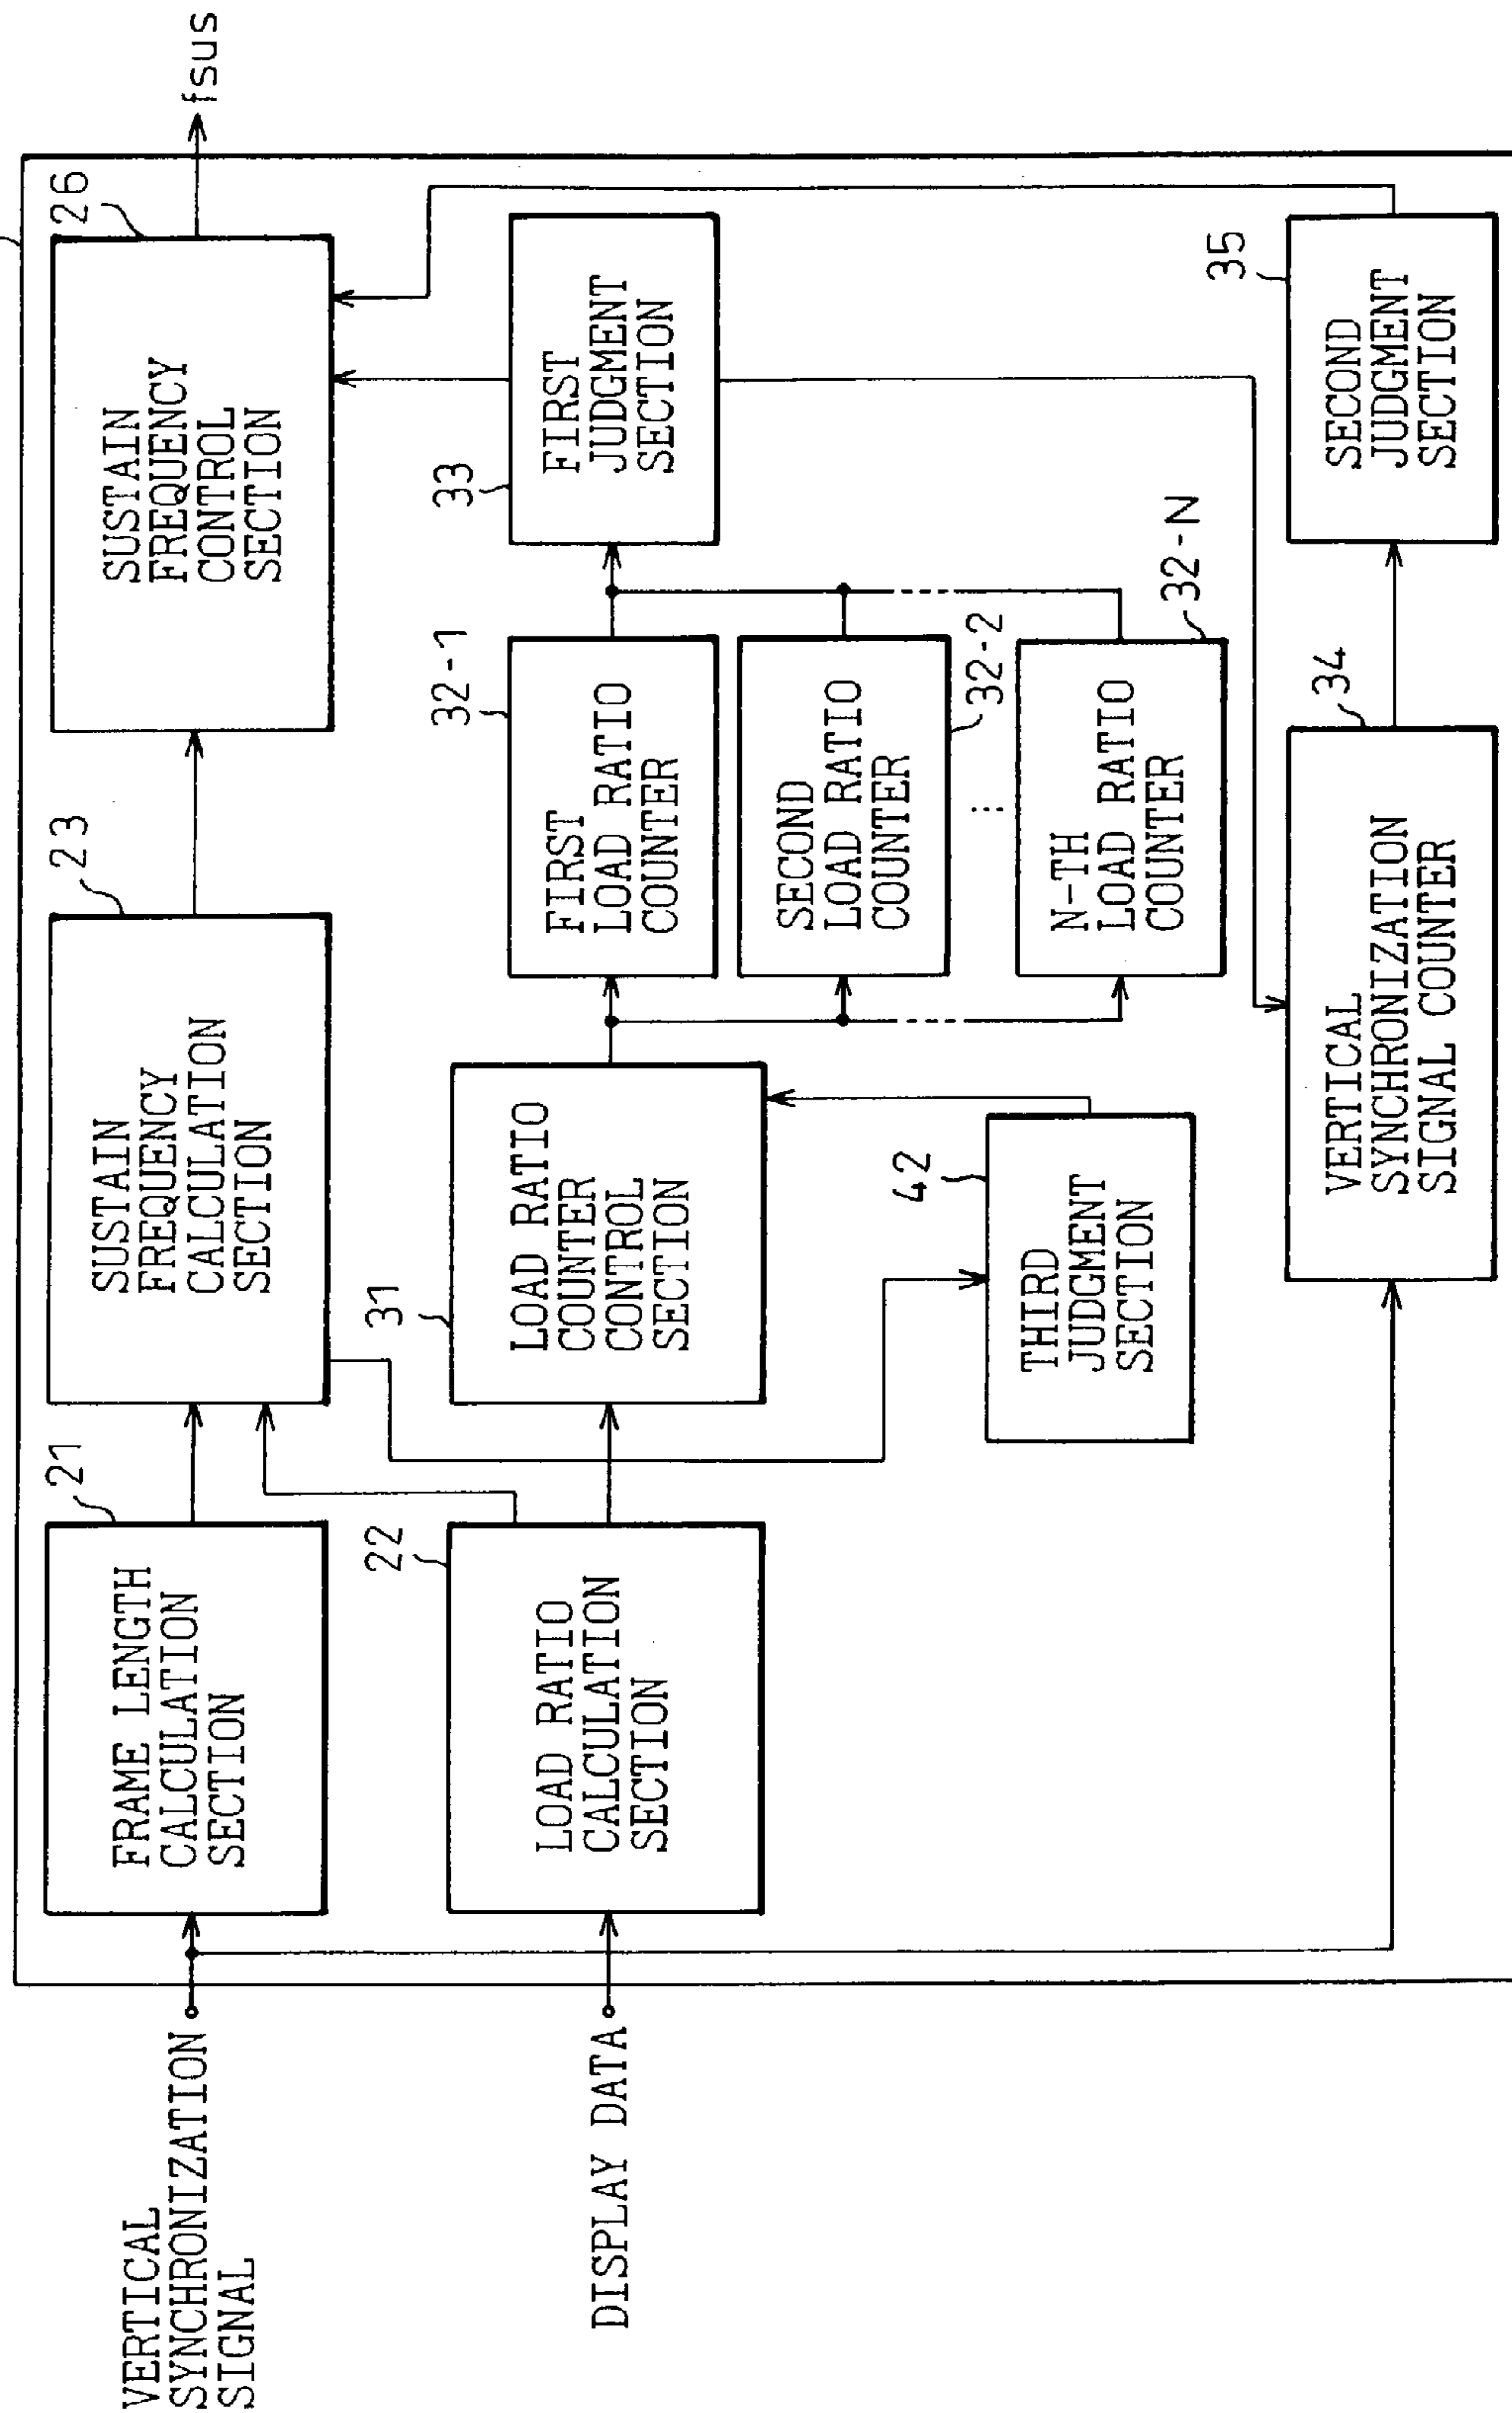 VERTICAL
SYNCHRONIZATION
SIGNAL
DISPLAY DATA
21
FRAME LENGTH
CALCULATION
SECTION
22
LOAD RATIO
CALCULATION
SECTION
23
SUSTAIN
FREQUENCY
CALCULATION
SECTION
31
LOAD RATIO
COUNTER
CONTROL
SECTION
42
THIRD
JUDGMENT
SECTION
26
SUSTAIN
FREQUENCY
CONTROL
SECTION
fsus
32-1
FIRST
LOAD RATIO
COUNTER
SECOND
LOAD RATIO
COUNTER
32-2
...
N-TH
LOAD RATIO
COUNTER
32-N
33
FIRST
JUDGMENT
SECTION
34
VERTICAL
SYNCHRONIZATION
SIGNAL COUNTER
35
SECOND
JUDGMENT
SECTION